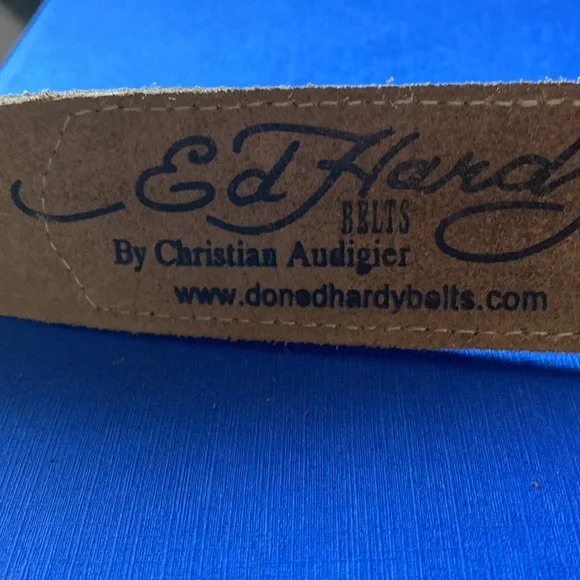 Ed Hardy
BELTS
By Christian Audigier
www.donedhardybelts.com